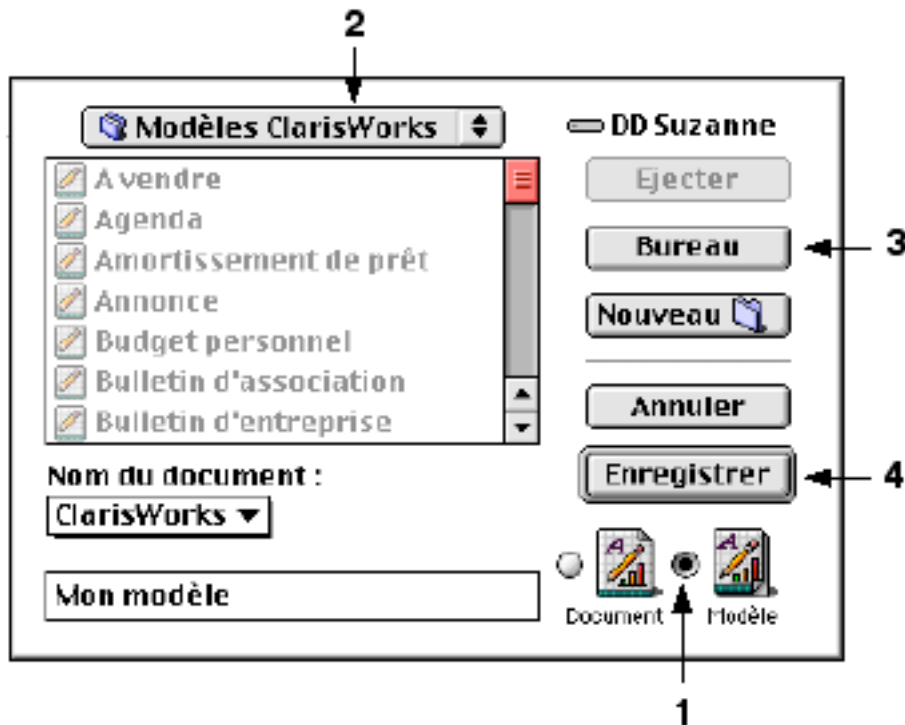 2
Modèles ClarisWorks
DD Suzanne
A vendre
Agenda
Amortissement de prêt
Annonce
Budget personnel
Bulletin d'association
Bulletin d'entreprise
Ejecter
Bureau
3
Nouveau
Annuler
Enregistrer
4
Nom du document :
ClarisWorks
Mon modèle
Document
Modèle
1